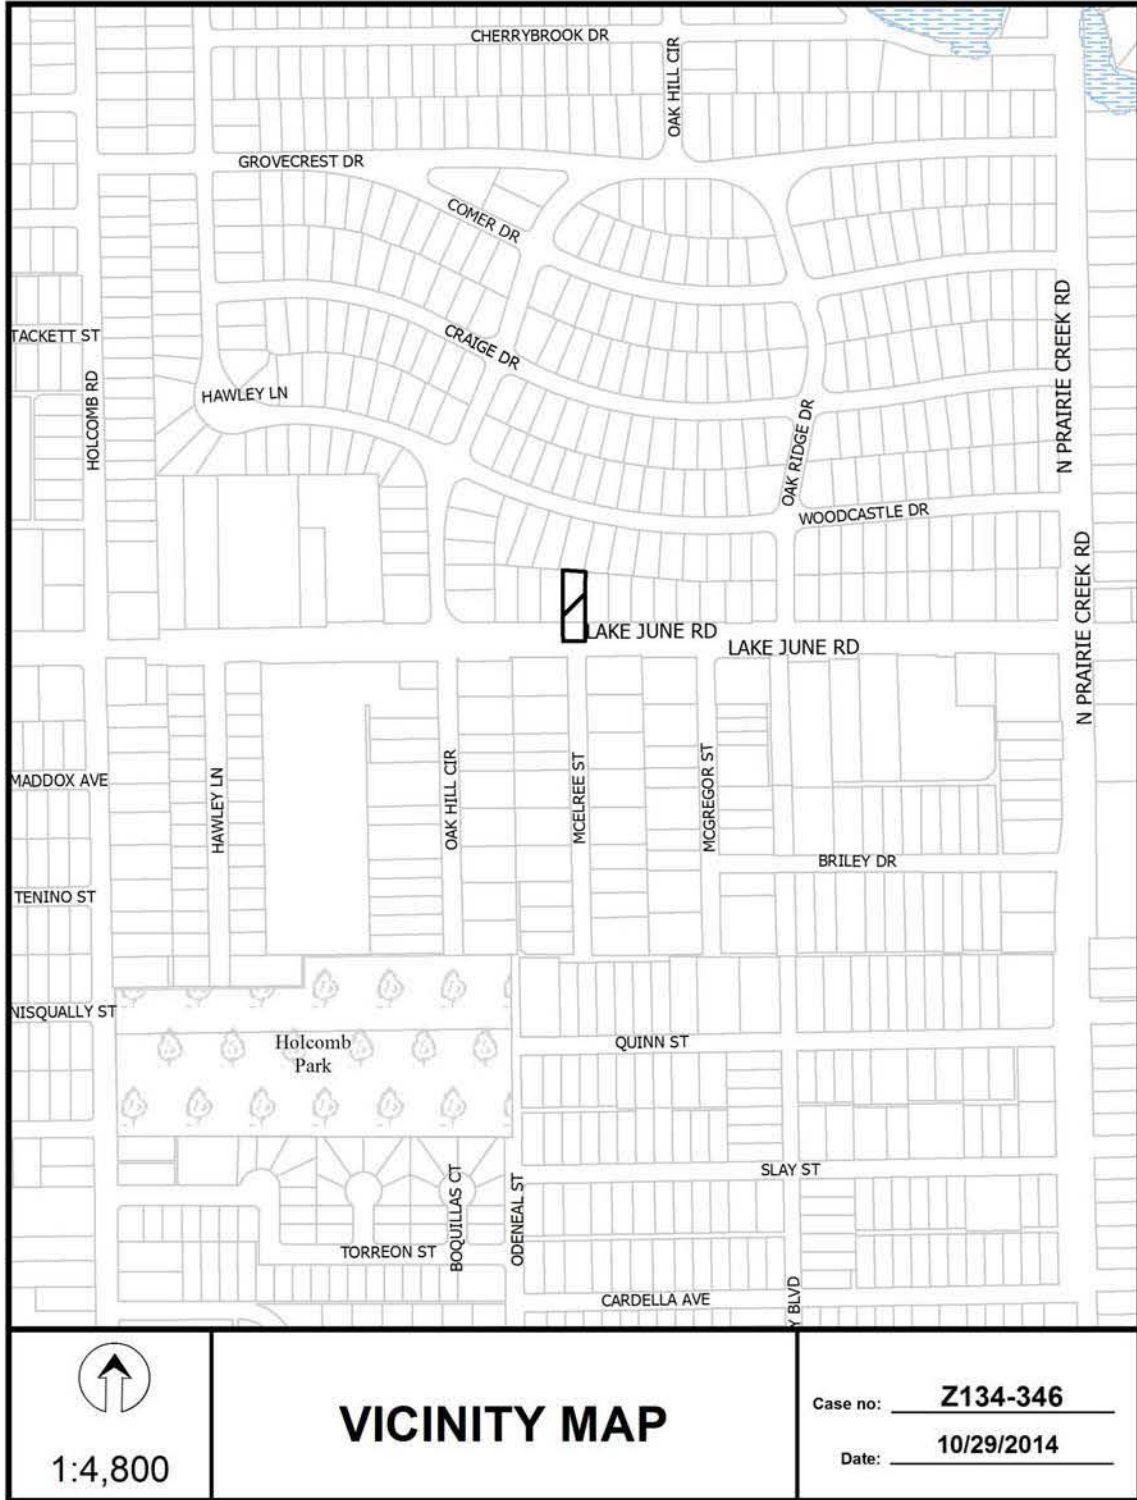 CHERRYBROOK DR
OAK HILL CIR
GROVECREST DR
COMER DR
TACKETT ST
CRAIGE DR
N PRAIRIE CREEK RD
HOLCOMB RD
HAWLEY LN
OAK RIDGE DR
WOODCASTLE DR
N PRAIRIE CREEK RD
LAKE JUNE RD
LAKE JUNE RD
MADDOX AVE
HAWLEY LN
OAK HILL CIR
MCELREE ST
MCGREGOR ST
BRILEY DR
TENINO ST
NISQUALLY ST
Holcomb
Park
QUINN ST
SLAY ST
BOQUILLAS CT
ODENEAL ST
TORREON ST
CARDELLA AVE
Y BLVD
1:4,800
VICINITY MAP
Case no: Z134-346
Date: 10/29/2014